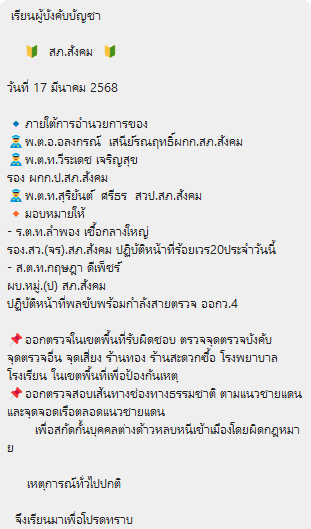 เรียนผู้บังคับบัญชา
🔰 สภ.สังคม 🔰
วันที่ 17 มีนาคม 2568
🔹ภายใต้การอำนวยการของ
👮พ.ต.อ.อลงกรณ์ เสนีย์รณฤทธิ์ผกก.สภ.สังคม
👮พ.ต.ท.วีระเดช เจริญสุข
รอง ผกก.ป.สภ.สังคม
👮พ.ต.ท.สุริยันต์ ศรีธร สวป.สภ.สังคม
🔸มอบหมายให้
- ร.ต.ท.ลำพอง เชื้อกลางใหญ่
รอง.สว.(จร).สภ.สังคม ปฏิบัติหน้าที่ร้อยเวร20ประจำวันนี้
- ส.ต.ท.กฤษฎา ดีเพ็ชร์
ผบ.หมู่.(ป) สภ.สังคม
ปฏิบัติหน้าที่พลขับพร้อมกำลังสายตรวจ ออกว.4
📌ออกตรวจในเขตพื้นที่รับผิดชอบ ตรวจจุดตรวจบังคับ
จุดตรวจอื่น จุดเสี่ยง ร้านทอง ร้านสะดวกซื้อ โรงพยาบาล
โรงเรียน ในเขตพื้นที่เพื่อป้องกันเหตุ
📌ออกตรวจสอบเส้นทางช่องทางธรรมชาติ ตามแนวชายแดน
และจุดจอดเรือตลอดแนวชายแดน
เพื่อสกัดกั้นบุคคลต่างด้าวหลบหนีเข้าเมืองโดยผิดกฎหมา
ย
เหตุการณ์ทั่วไปปกติ
จึงเรียนมาเพื่อโปรดทราบ